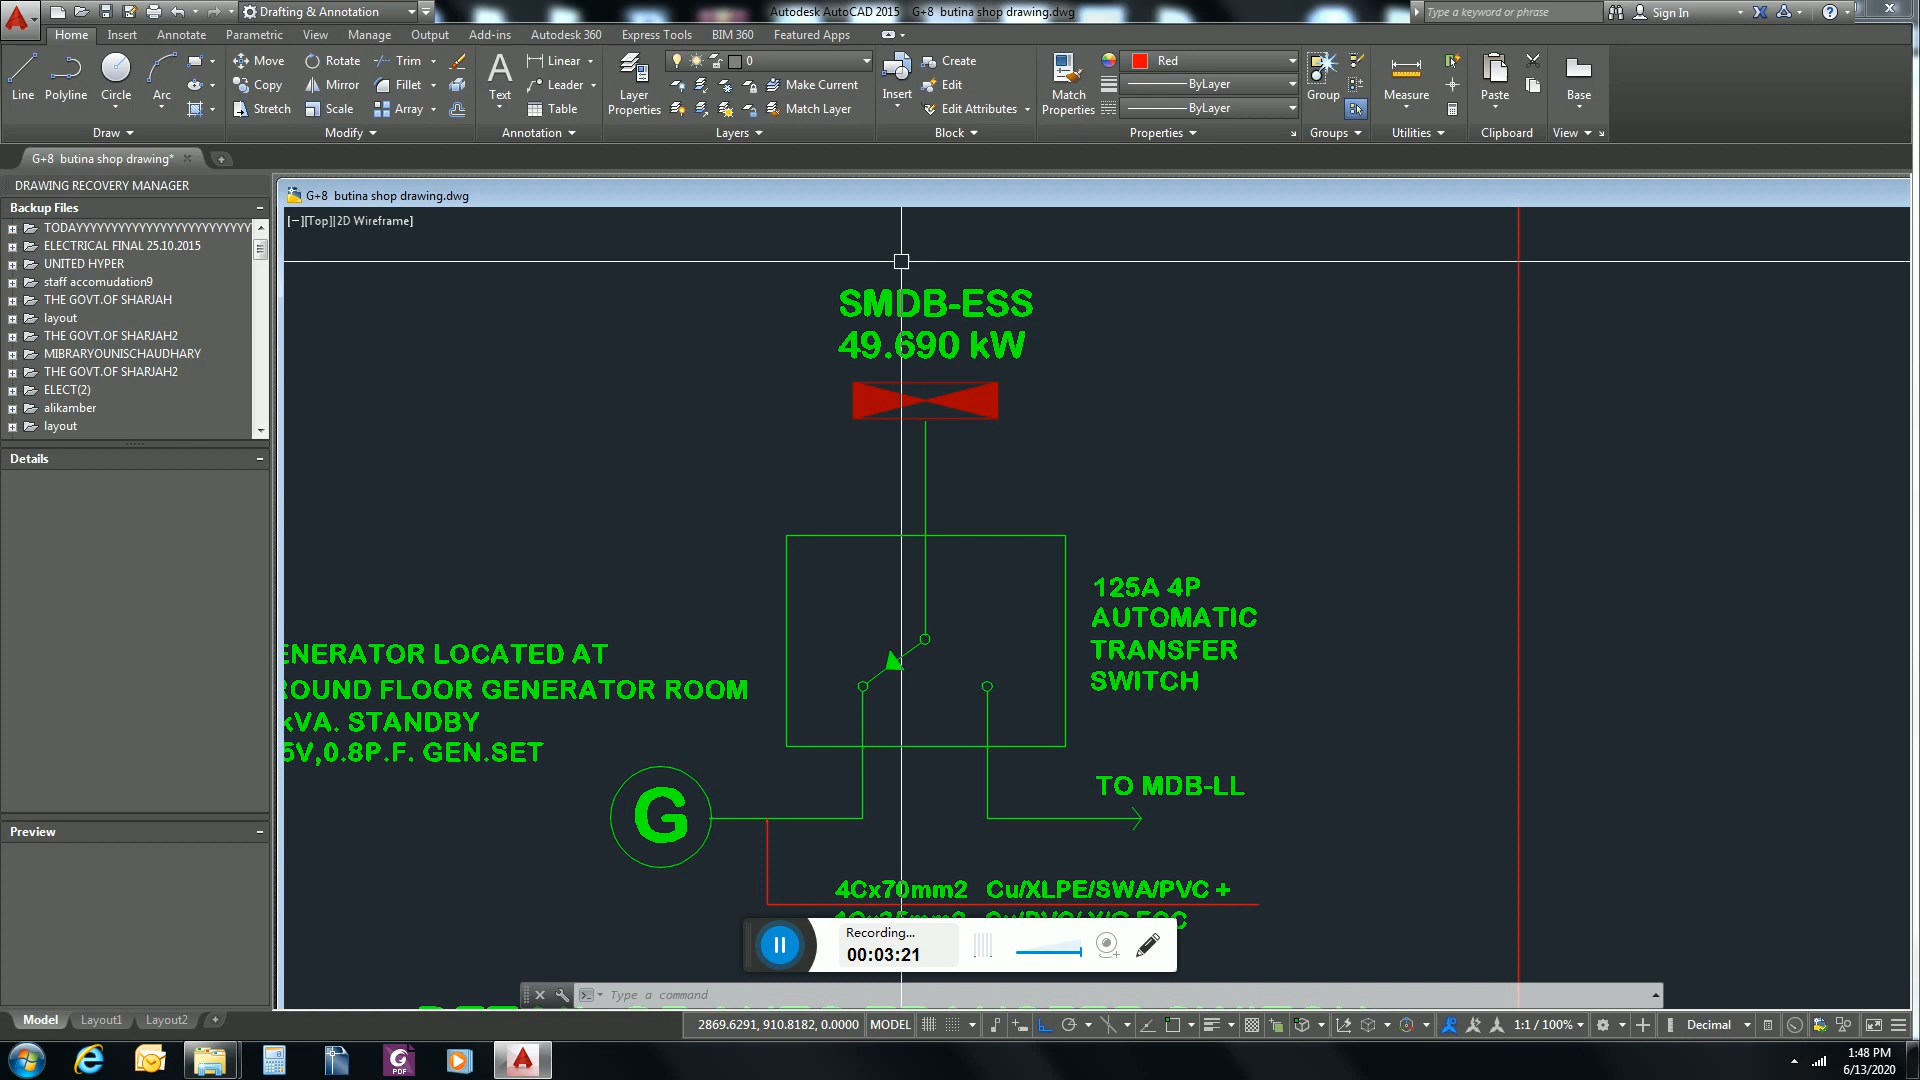 Drafting & Annotation
Autodesk AutoCAD 2015 G+8 butina shop drawing.dwg
Type a keyword or phrase
Sign In
Home Insert Annotate Parametric View Manage Output Add-ins Autodesk 360 Express Tools BIM 360 Featured Apps
Line Polyline Circle Arc
Move Rotate Trim
Copy Mirror Fillet
Stretch Scale Array
Text
Linear
Leader
Table
Layer Properties
0
Make Current
Match Layer
Insert
Create
Edit
Edit Attributes
Match Properties
Red
ByLayer
ByLayer
Group
Measure
Paste
Base
Draw Modify Annotation Layers Block Properties Groups Utilities Clipboard View
G+8 butina shop drawing*
DRAWING RECOVERY MANAGER
Backup Files
TODAYYYYYYYYYYYYYYYYYYYYYYYYY
ELECTRICAL FINAL 25.10.2015
UNITED HYPER
staff accomudation9
THE GOVT.OF SHARJAH
layout
THE GOVT.OF SHARJAH2
MIBRARYOUNISCHAUDHARY
THE GOVT.OF SHARJAH2
ELECT(2)
alikamber
layout
Details
Preview
G+8 butina shop drawing.dwg
[−][Top][2D Wireframe]
SMDB-ESS
49.690 kW
125A 4P
AUTOMATIC
TRANSFER
SWITCH
ENERATOR LOCATED AT
ROUND FLOOR GENERATOR ROOM
kVA. STANDBY
5V,0.8P.F. GEN.SET
G
TO MDB-LL
4Cx70mm2 Cu/XLPE/SWA/PVC +
Recording...
00:03:21
Type a command
Model Layout1 Layout2
2869.6291, 910.8182, 0.0000 MODEL
1:1 / 100%
Decimal
PDF
1:48 PM
6/13/2020